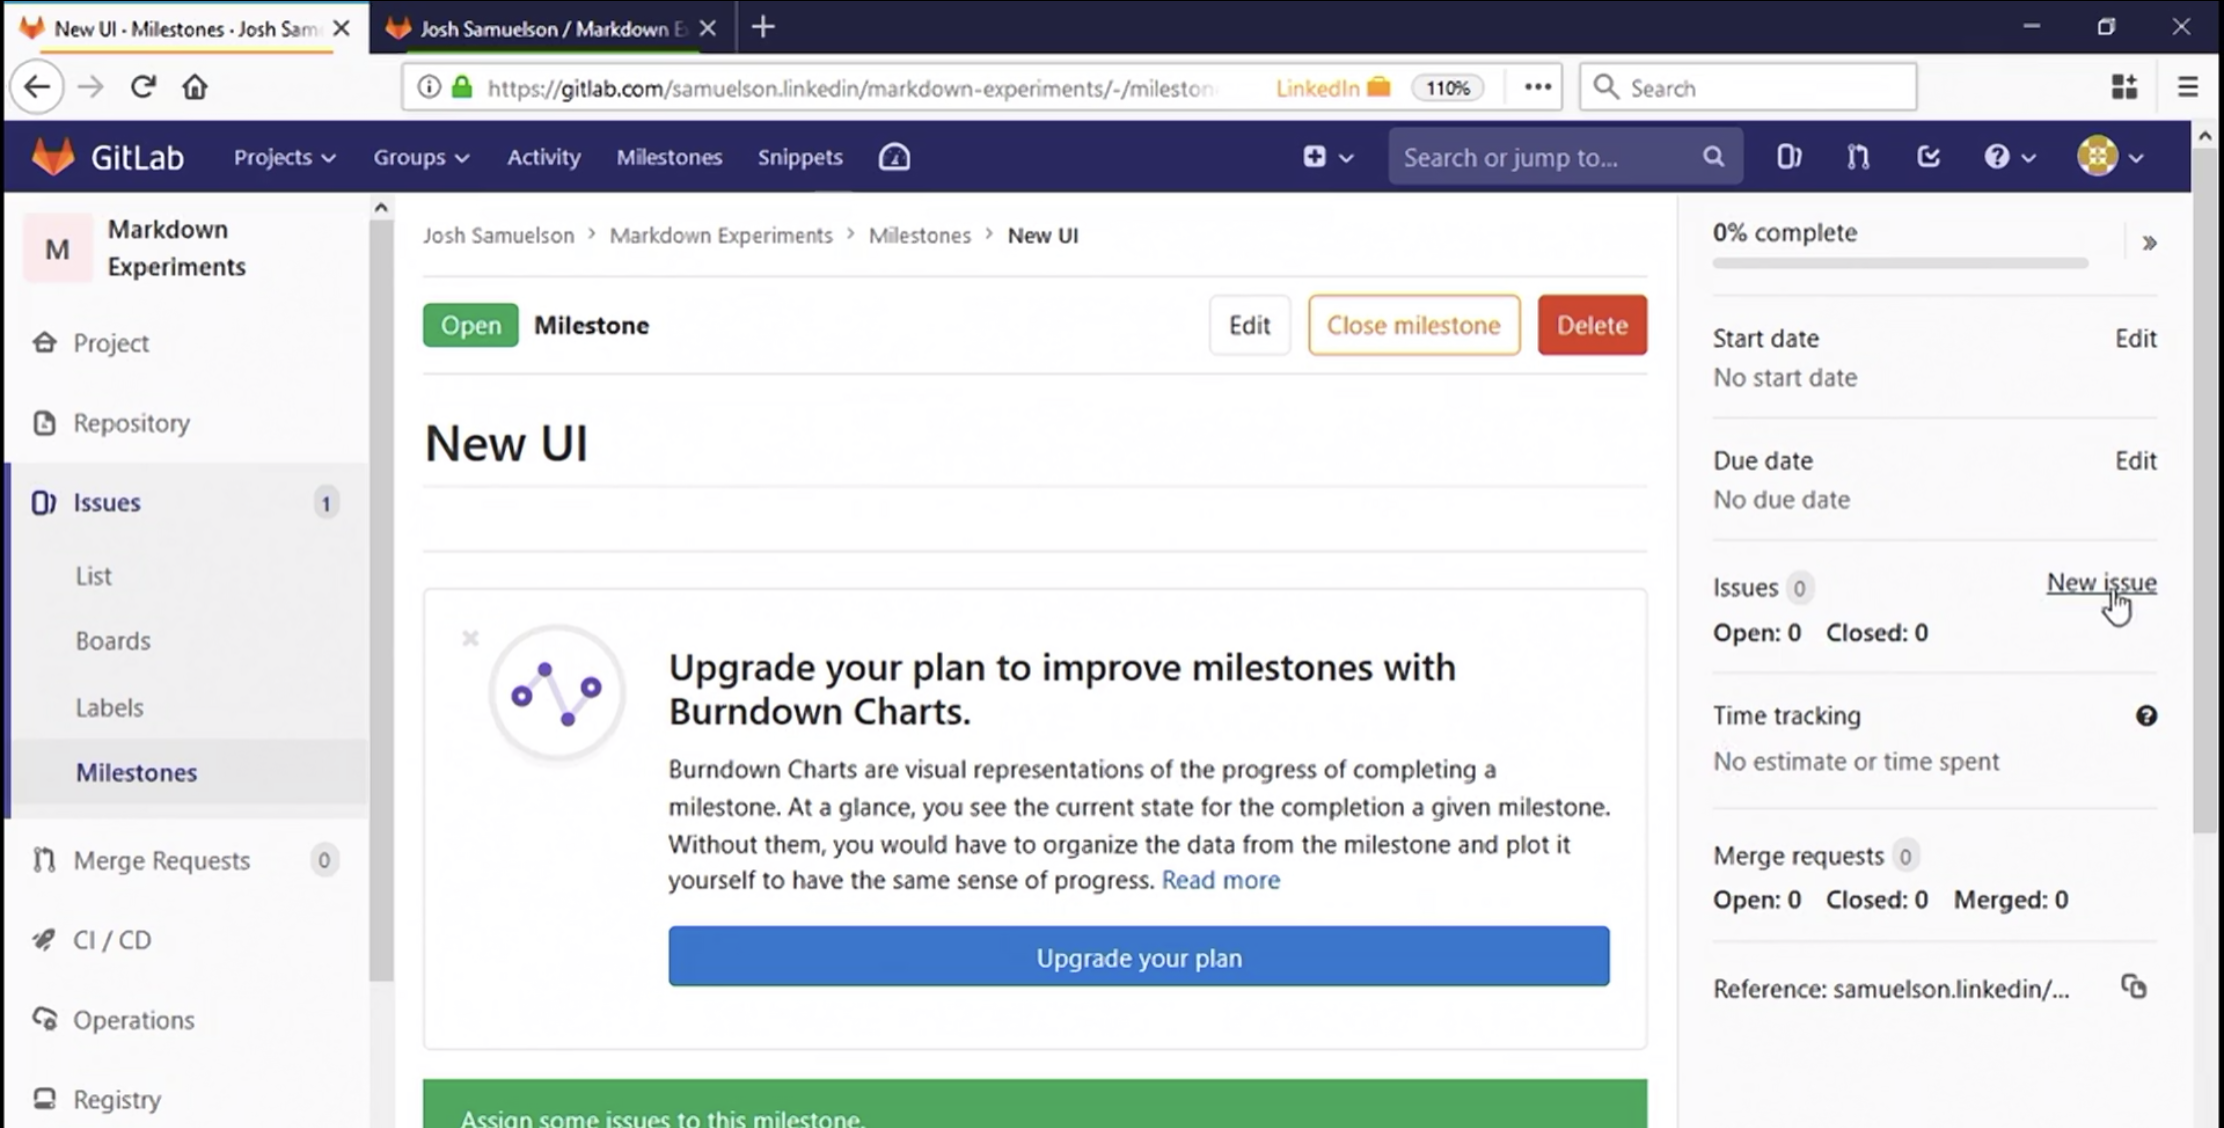 New UI - Milestones - Josh Sam
Josh Samuelson / Markdown E
https://gitlab.com/samuelson.linkedin/markdown-experiments/-/mileston
LinkedIn
110%
Search
GitLab
Projects
Groups
Activity
Milestones
Snippets
Search or jump to...
M
Markdown
Experiments
Project
Repository
Issues 1
List
Boards
Labels
Milestones
Merge Requests 0
CI / CD
Operations
Registry
Josh Samuelson > Markdown Experiments > Milestones > New UI
Open Milestone
Edit
Close milestone
Delete
New UI
Upgrade your plan to improve milestones with
Burndown Charts.
Burndown Charts are visual representations of the progress of completing a
milestone. At a glance, you see the current state for the completion a given milestone.
Without them, you would have to organize the data from the milestone and plot it
yourself to have the same sense of progress. Read more
Upgrade your plan
Assign some issues to this milestone.
0% complete
Start date Edit
No start date
Due date Edit
No due date
Issues 0 New issue
Open: 0 Closed: 0
Time tracking
No estimate or time spent
Merge requests 0
Open: 0 Closed: 0 Merged: 0
Reference: samuelson.linkedin/...